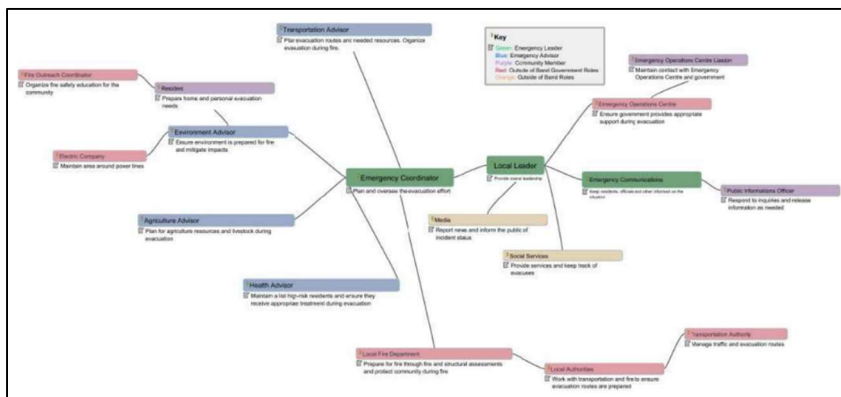 Transportation Advisor
Plan evacuation routes and needed resources. Organize
evacuation during fire.
Key
Green: Emergency Leader
Blue: Emergency Advisor
Purple: Community Member
Red: Outside of Band Government Roles
Orange: Outside of Band Roles
Emergency Operations Centre Liaison
Maintain contact with Emergency
Operations Centre and government
Fire Outreach Coordinator
Organize fire safety education for the
community
Resident
Prepare home and personal evacuation
needs
Emergency Operations Centre
Ensure government provides appropriate
support during evacuation
Environment Advisor
Ensure environment is prepared for fire
and mitigate impacts
Electric Company
Maintain area around power lines
Emergency Coordinator
Plan and oversee the evacuation effort
Local Leader
Provide overall leadership
Emergency Communications
Keep residents, officials and other informed on the
situation
Public Informations Officer
Respond to inquiries and release
information as needed
Agriculture Advisor
Plan for agriculture resources and livestock during
evacuation
Media
Report news and inform the public of
incident status
Social Services
Provide services and keep track of
evacuees
Health Advisor
Maintain a list high-risk residents and ensure they
receive appropriate treatment during evacuation
Local Fire Department
Prepare for fire through fire and structural assessments
and protect community during fire
Transportation Authority
Manage traffic and evacuation routes
Local Authorities
Work with transportation and fire to ensure
evacuation routes are prepared